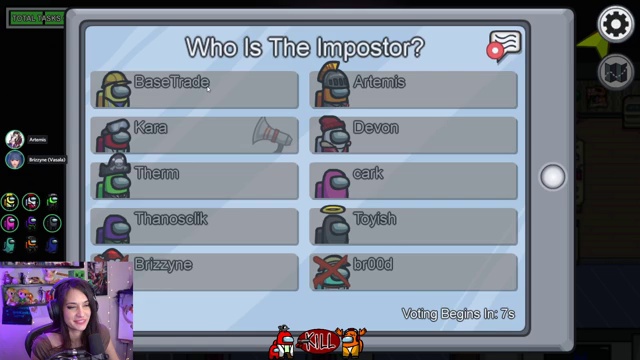 TOTAL TASKS
Who Is The Impostor?
BaseTrade
Artemis
Kara
Devon
Therm
cark
Thanosclik
Toyish
Brizzyne
br00d
Artemis
Brizzyne (Vasala)
Voting Begins In: 7s
KILL